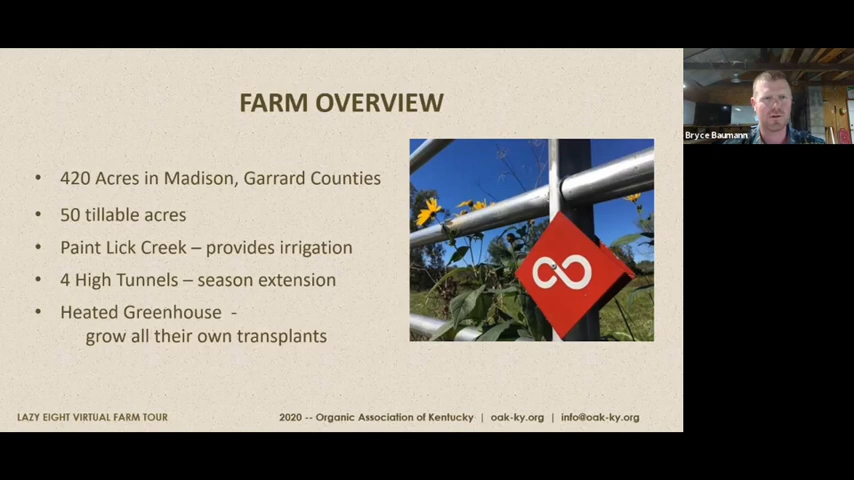 FARM OVERVIEW
• 420 Acres in Madison, Garrard Counties
• 50 tillable acres
• Paint Lick Creek – provides irrigation
• 4 High Tunnels – season extension
• Heated Greenhouse -
grow all their own transplants
Bryce Baumann
LAZY EIGHT VIRTUAL FARM TOUR
2020 -- Organic Association of Kentucky | oak-ky.org | info@oak-ky.org